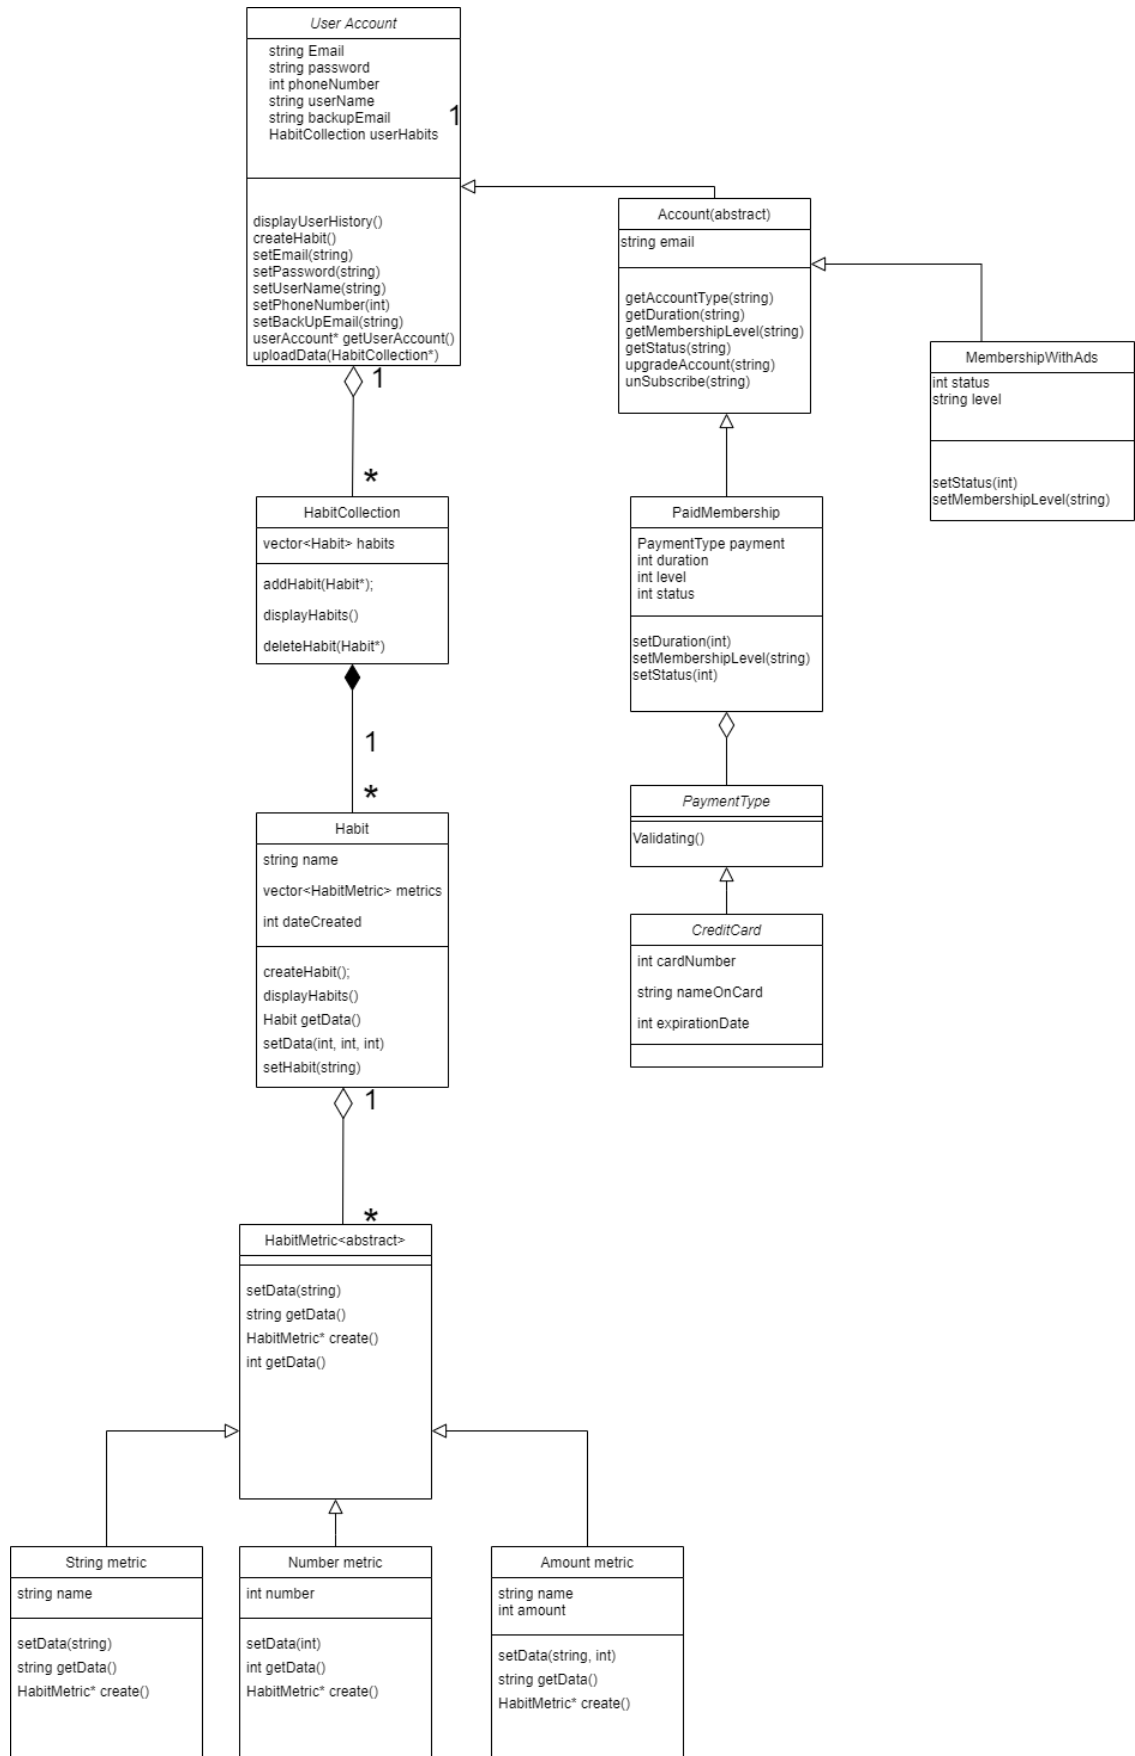 User Account
string Email
string password
int phoneNumber
string userName
string backupEmail
HabitCollection userHabits
1
displayUserHistory()
createHabit()
setEmail(string)
setPassword(string)
setUserName(string)
setPhoneNumber(int)
setBackUpEmail(string)
userAccount* getUserAccount()
uploadData(HabitCollection*)
1
*
Account(abstract)
string email
getAccountType(string)
getDuration(string)
getMembershipLevel(string)
getStatus(string)
upgradeAccount(string)
unSubscribe(string)
MembershipWithAds
int status
string level
setStatus(int)
setMembershipLevel(string)
HabitCollection
vector<Habit> habits
addHabit(Habit*);
displayHabits()
deleteHabit(Habit*)
1
*
PaidMembership
PaymentType payment
int duration
int level
int status
setDuration(int)
setMembershipLevel(string)
setStatus(int)
PaymentType
Validating()
CreditCard
int cardNumber
string nameOnCard
int expirationDate
Habit
string name
vector<HabitMetric> metrics
int dateCreated
createHabit();
displayHabits()
Habit getData()
setData(int, int, int)
setHabit(string)
1
*
HabitMetric<abstract>
setData(string)
string getData()
HabitMetric* create()
int getData()
String metric
string name
setData(string)
string getData()
HabitMetric* create()
Number metric
int number
setData(int)
int getData()
HabitMetric* create()
Amount metric
string name
int amount
setData(string, int)
string getData()
HabitMetric* create()